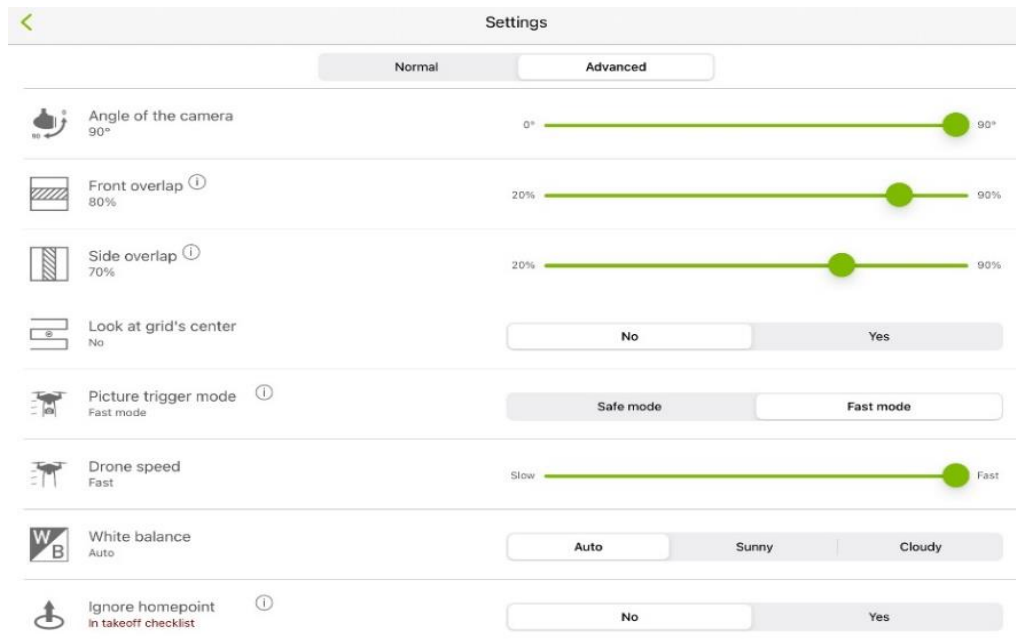 Settings
Normal Advanced
Angle of the camera
90°
0° 90°
90 0
Front overlap
80%
20% 90%
Side overlap
70%
20% 90%
Look at grid's center
No
No Yes
Picture trigger mode
Fast mode
Safe mode Fast mode
Drone speed
Fast
Slow Fast
White balance
Auto
W B
Auto Sunny Cloudy
Ignore homepoint
In takeoff checklist
No Yes